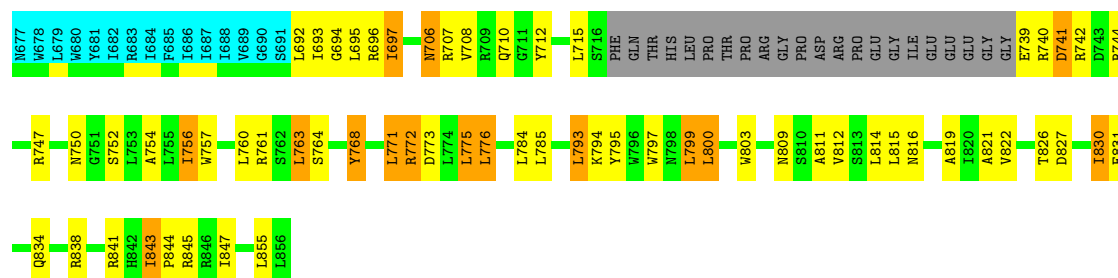 N677 W678 L679 W680 Y681 I682 R683 I684 F685 I686 I687 I688 V689 G690 S691 L692 I693 G694 L695 R696 I697 N706 R707 V708 R709 Q710 G711 Y712 L715 S716 PHE GLN THR HIS LEU PRO THR PRO ARG GLY PRO ASP ARG PRO GLU GLY ILE GLU GLU GLU GLY GLY E739 R740 D741 R742 D743 R744
R747 N750 G751 S752 L753 A754 L755 I756 W757 L760 R761 S762 L763 S764 Y768 L771 R772 D773 L774 L775 L776 L784 L785 L793 K794 Y795 W796 W797 N798 L799 L800 W803 N809 S810 A811 V812 S813 L814 L815 N816 A819 I820 A821 V822 T826 D827 I830 E831
Q834 R838 R841 H842 I843 P844 R845 R846 I847 L855 L856